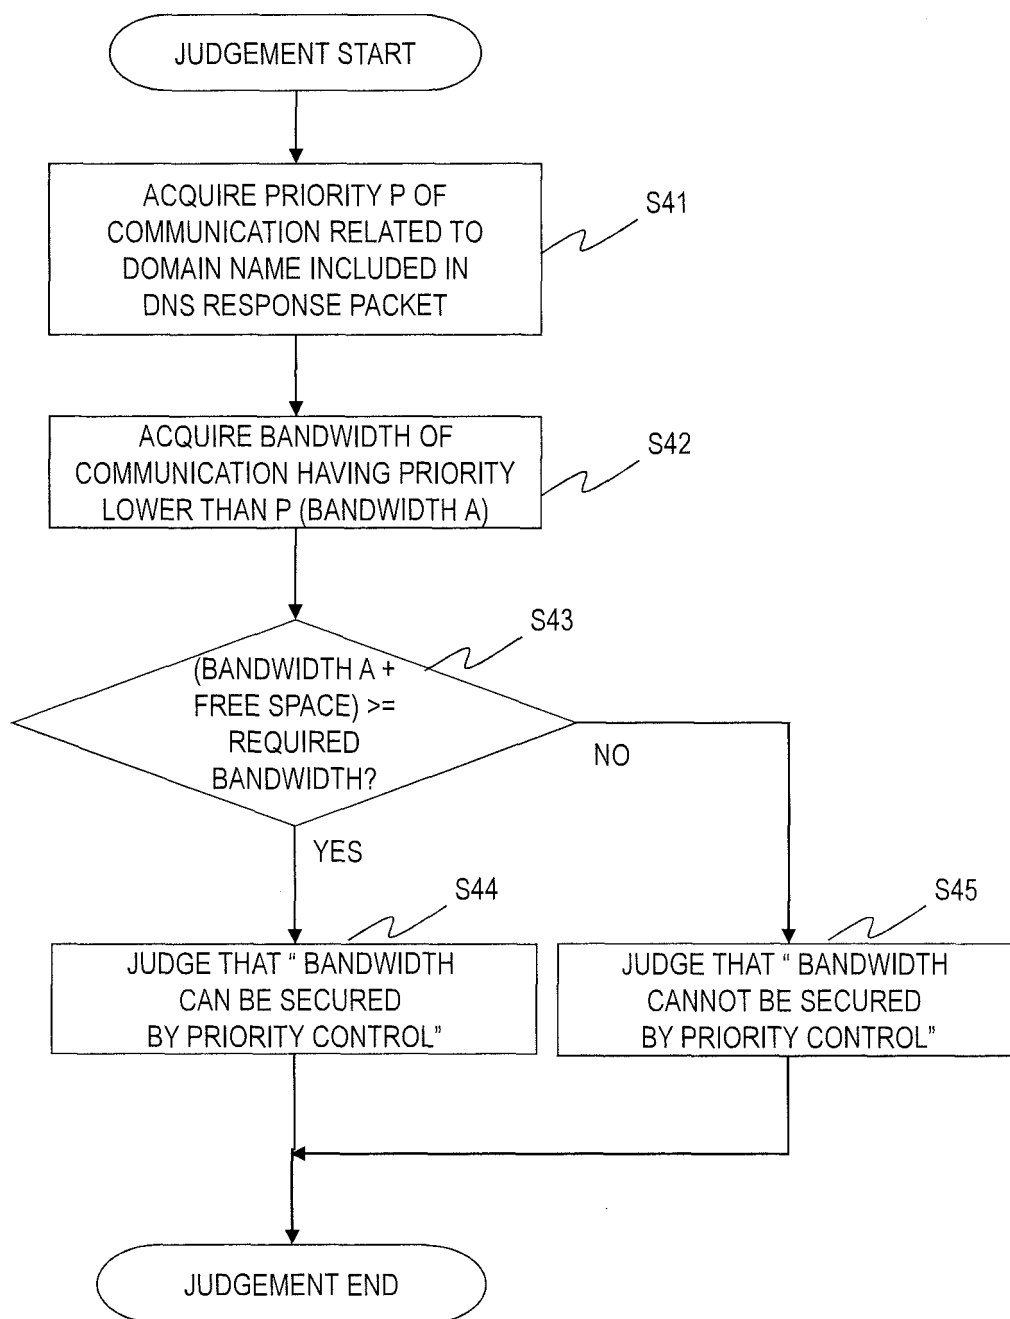 JUDGEMENT START
ACQUIRE PRIORITY P OF
COMMUNICATION RELATED TO
DOMAIN NAME INCLUDED IN
DNS RESPONSE PACKET
S41
ACQUIRE BANDWIDTH OF
COMMUNICATION HAVING PRIORITY
LOWER THAN P (BANDWIDTH A)
S42
(BANDWIDTH A +
FREE SPACE) >=
REQUIRED
BANDWIDTH?
S43
NO
YES
S44
JUDGE THAT “ BANDWIDTH
CAN BE SECURED
BY PRIORITY CONTROL”
S45
JUDGE THAT “ BANDWIDTH
CANNOT BE SECURED
BY PRIORITY CONTROL”
JUDGEMENT END